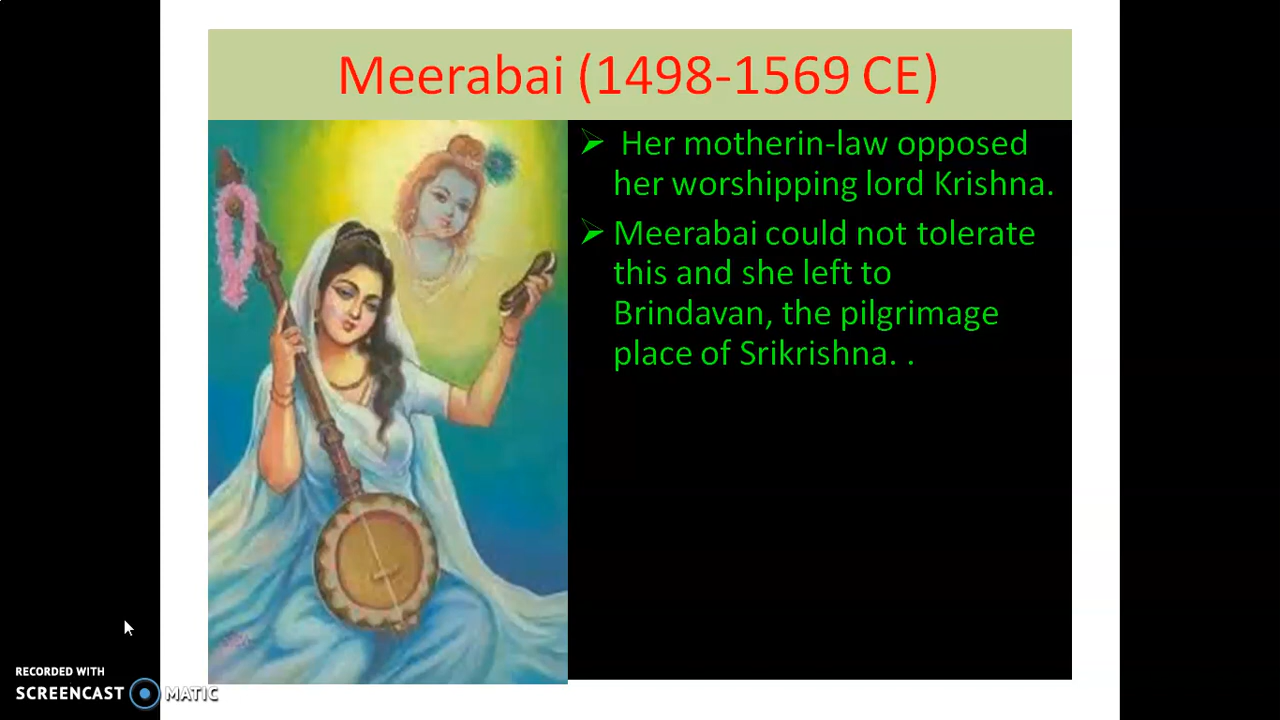 Meerabai (1498-1569 CE)
➢ Her motherin-law opposed
her worshipping lord Krishna.
➢ Meerabai could not tolerate
this and she left to
Brindavan, the pilgrimage
place of Srikrishna. .
RECORDED WITH
SCREENCAST MATIC